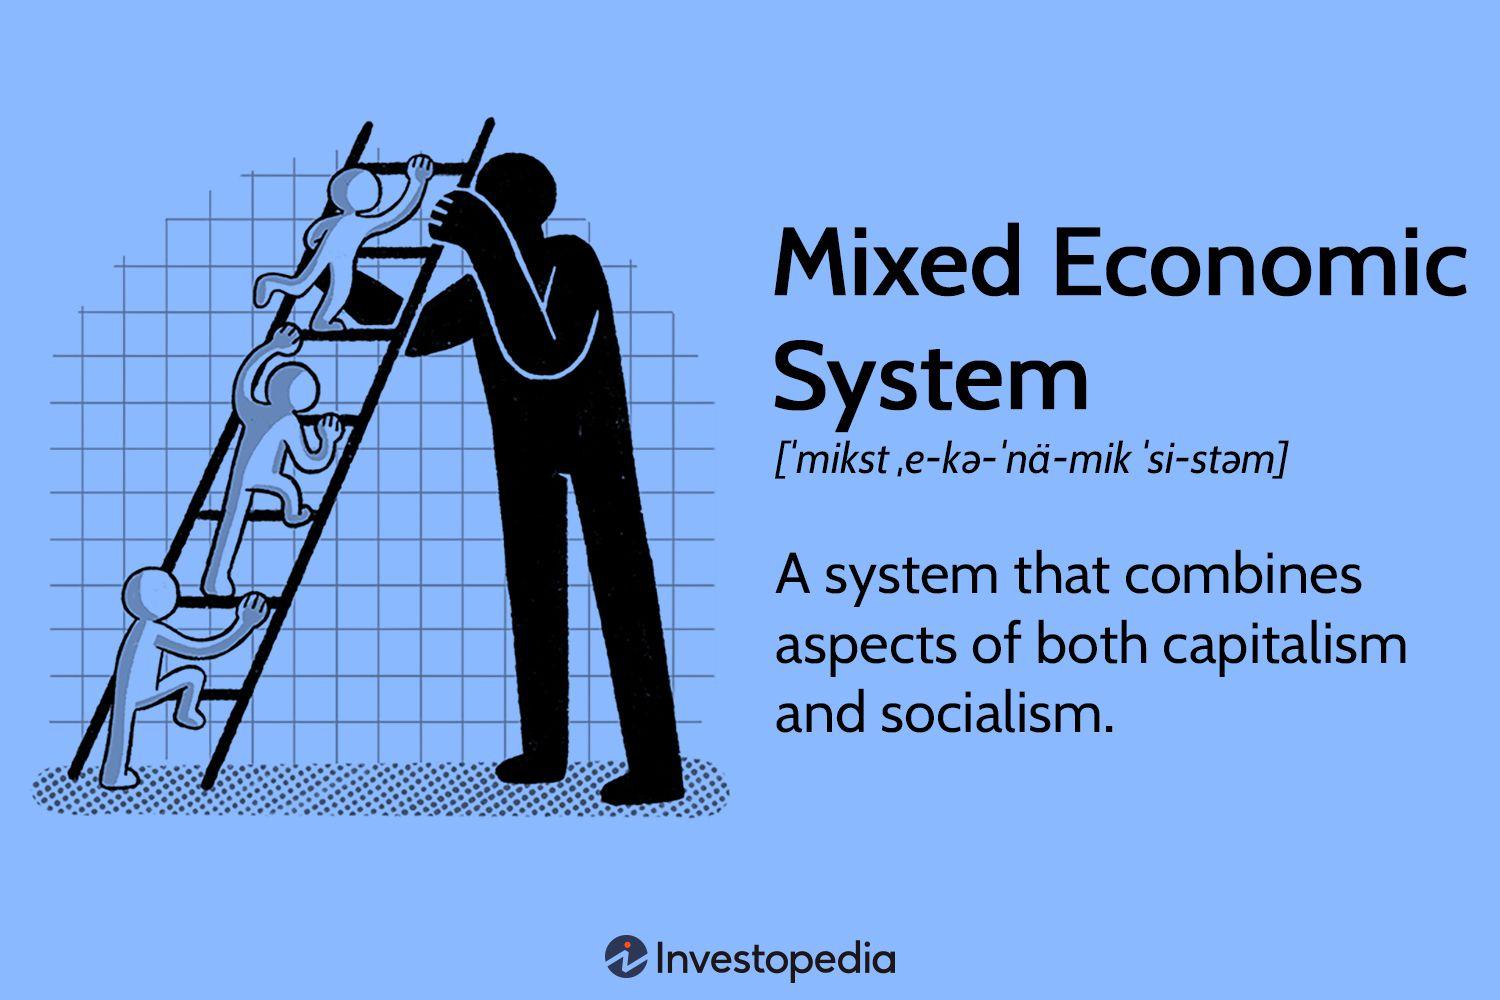 Mixed Economic
System
[ˈmikst ˌe-kə-ˈnä-mik ˈsi-stəm]
A system that combines
aspects of both capitalism
and socialism.
Investopedia